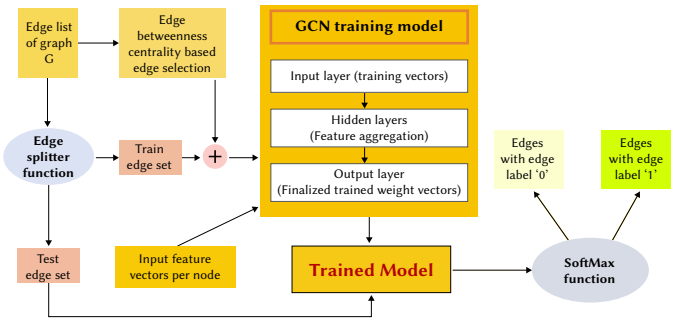 Edge list
of graph
G
Edge
betweenness
centrality based
edge selection
GCN training model
Input layer (training vectors)
Hidden layers
(Feature aggregation)
Output layer
(Finalized trained weight vectors)
Edge
splitter
function
Train
edge set
+
Edges
with edge
label ‘0’
Edges
with edge
label ‘1’
Test
edge set
Input feature
vectors per node
Trained Model
SoftMax
function